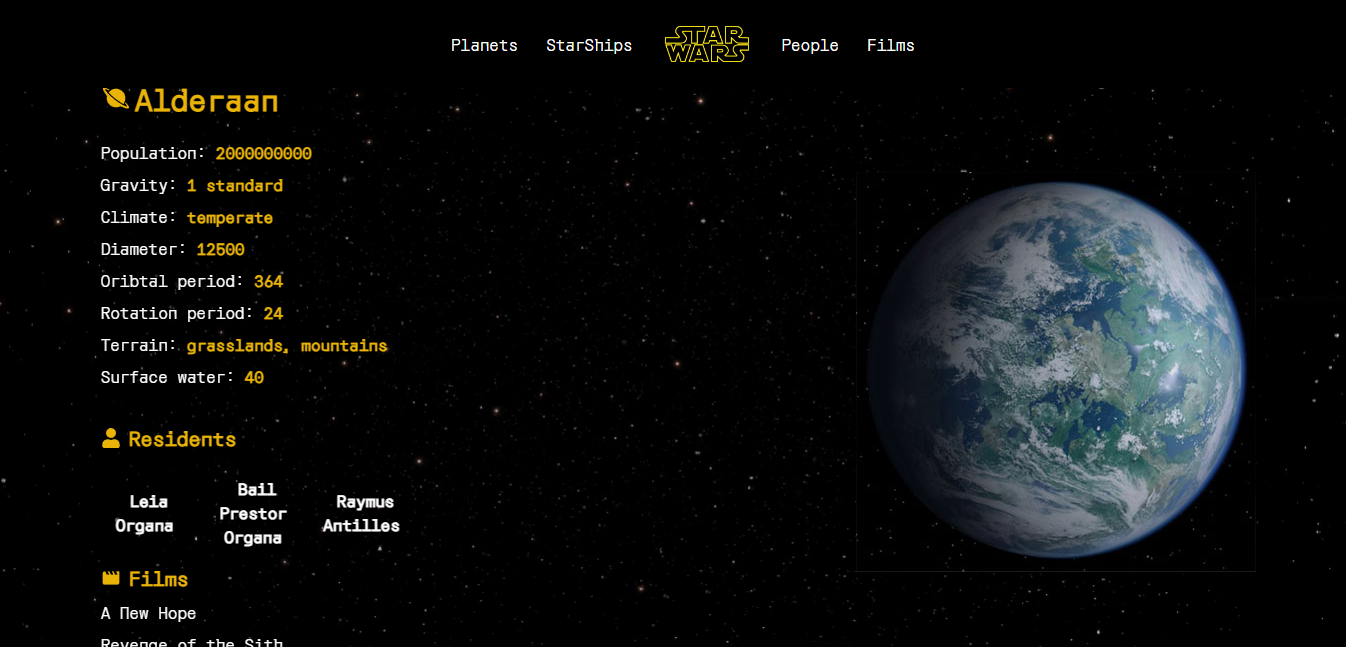 Planets StarShips STAR WARS People Films
Alderaan
Population: 2000000000
Gravity: 1 standard
Climate: temperate
Diameter: 12500
Oribtal period: 364
Rotation period: 24
Terrain: grasslands, mountains
Surface water: 40
Residents
Leia Organa
Bail Prestor Organa
Raymus Antilles
Films
A New Hope
Revenge of the Sith